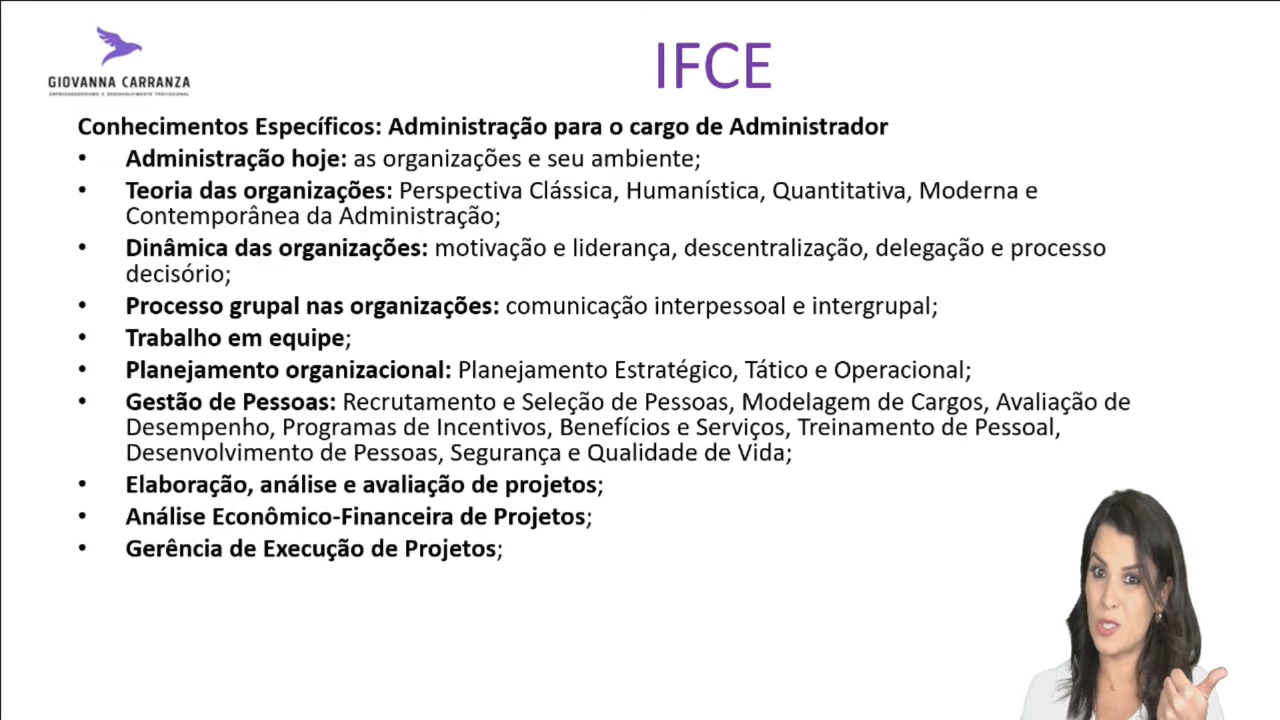 GIOVANNA CARRANZA
EMPREENDEDORISMO E DESENVOLVIMENTO PROFISSIONAL
IFCE
Conhecimentos Específicos: Administração para o cargo de Administrador
• Administração hoje: as organizações e seu ambiente;
• Teoria das organizações: Perspectiva Clássica, Humanística, Quantitativa, Moderna e
Contemporânea da Administração;
• Dinâmica das organizações: motivação e liderança, descentralização, delegação e processo
decisório;
• Processo grupal nas organizações: comunicação interpessoal e intergrupal;
• Trabalho em equipe;
• Planejamento organizacional: Planejamento Estratégico, Tático e Operacional;
• Gestão de Pessoas: Recrutamento e Seleção de Pessoas, Modelagem de Cargos, Avaliação de
Desempenho, Programas de Incentivos, Benefícios e Serviços, Treinamento de Pessoal,
Desenvolvimento de Pessoas, Segurança e Qualidade de Vida;
• Elaboração, análise e avaliação de projetos;
• Análise Econômico-Financeira de Projetos;
• Gerência de Execução de Projetos;